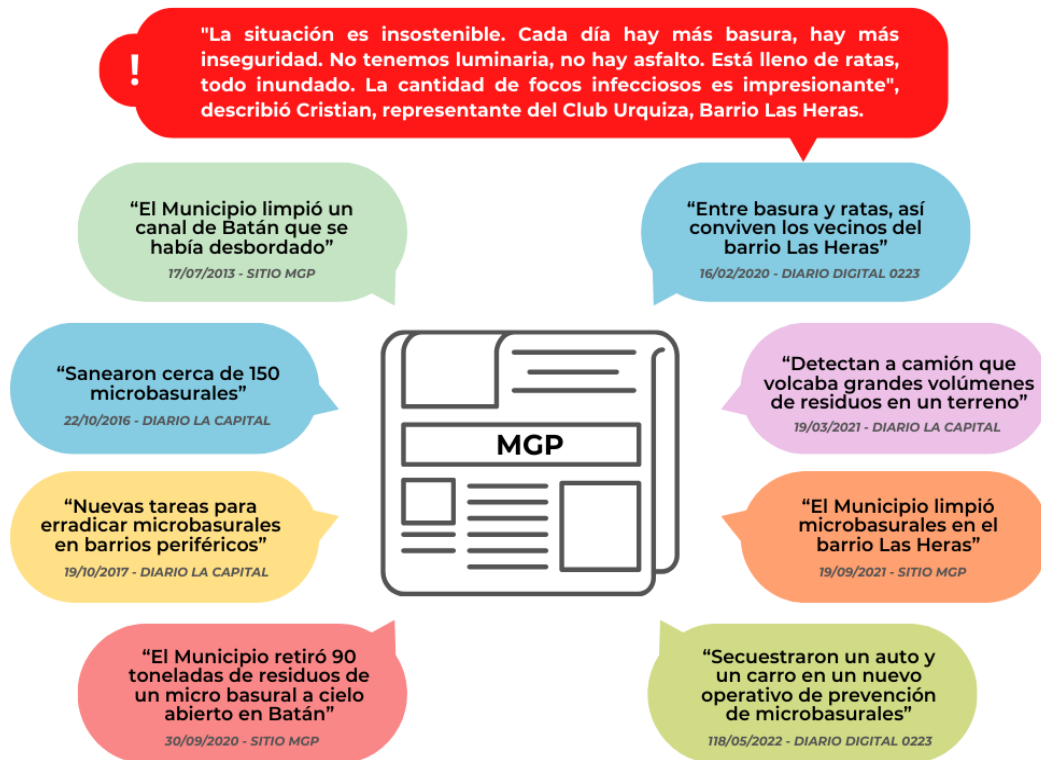 !
"La situación es insostenible. Cada día hay más basura, hay más
inseguridad. No tenemos luminaria, no hay asfalto. Está lleno de ratas,
todo inundado. La cantidad de focos infecciosos es impresionante",
describió Cristian, representante del Club Urquiza, Barrio Las Heras.
“El Municipio limpió un
canal de Batán que se
había desbordado”
17/07/2013 - SITIO MGP
“Entre basura y ratas, así
conviven los vecinos del
barrio Las Heras”
16/02/2020 - DIARIO DIGITAL 0223
“Sanearon cerca de 150
microbasurales”
22/10/2016 - DIARIO LA CAPITAL
“Detectan a camión que
volcaba grandes volúmenes
de residuos en un terreno”
19/03/2021 - DIARIO LA CAPITAL
MGP
“Nuevas tareas para
erradicar microbasurales
en barrios periféricos”
19/10/2017 - DIARIO LA CAPITAL
“El Municipio limpió
microbasurales en el
barrio Las Heras”
19/09/2021 - SITIO MGP
“El Municipio retiró 90
toneladas de residuos de
un micro basural a cielo
abierto en Batán”
30/09/2020 - SITIO MGP
“Secuestraron un auto y
un carro en un nuevo
operativo de prevención
de microbasurales”
118/05/2022 - DIARIO DIGITAL 0223